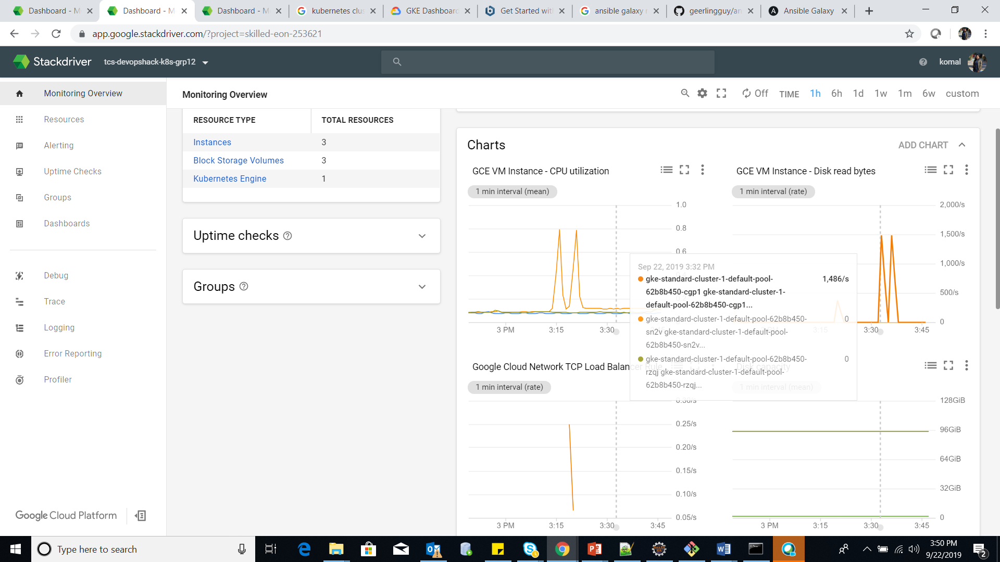 Dashboard - M
Dashboard - M
Dashboard - M
kubernetes clus
GKE Dashboard
Get Started wit
ansible galaxy
geerlingguy/an
Ansible Galaxy
app.google.stackdriver.com/?project=skilled-eon-253621
Stackdriver
tcs-devopshack-k8s-grp12
komal
Monitoring Overview
Resources
Alerting
Uptime Checks
Groups
Dashboards
Debug
Trace
Logging
Error Reporting
Profiler
Google Cloud Platform
Monitoring Overview
Off
TIME
1h
6h
1d
1w
1m
6w
custom
RESOURCE TYPE
TOTAL RESOURCES
Instances
3
Block Storage Volumes
3
Kubernetes Engine
1
Uptime checks
Groups
Charts
ADD CHART
GCE VM Instance - CPU utilization
1 min interval (mean)
1.0
0.8
0.6
3 PM
3:15
3:30
GCE VM Instance - Disk read bytes
1 min interval (rate)
2,000/s
1,500/s
1,000/s
500/s
0
3:15
3:30
3:45
Sep 22, 2019 3:32 PM
gke-standard-cluster-1-default-pool-
62b8b450-cgp1 gke-standard-cluster-1-
default-pool-62b8b450-cgp1...
1,486/s
gke-standard-cluster-1-default-pool-62b8b450-
sn2v gke-standard-cluster-1-default-pool-
62b8b450-sn2v...
0
gke-standard-cluster-1-default-pool-62b8b450-
rzqj gke-standard-cluster-1-default-pool-
62b8b450-rzqj...
0
Google Cloud Network TCP Load Balancer Rule
1 min interval (rate)
0.30/s
0.25/s
0.20/s
0.15/s
0.10/s
0.05/s
3 PM
3:15
3:30
3:45
Disk capacity
1 min interval (mean)
128GiB
96GiB
64GiB
32GiB
0
3 PM
3:15
3:30
3:45
Type here to search
3:50 PM
9/22/2019
2